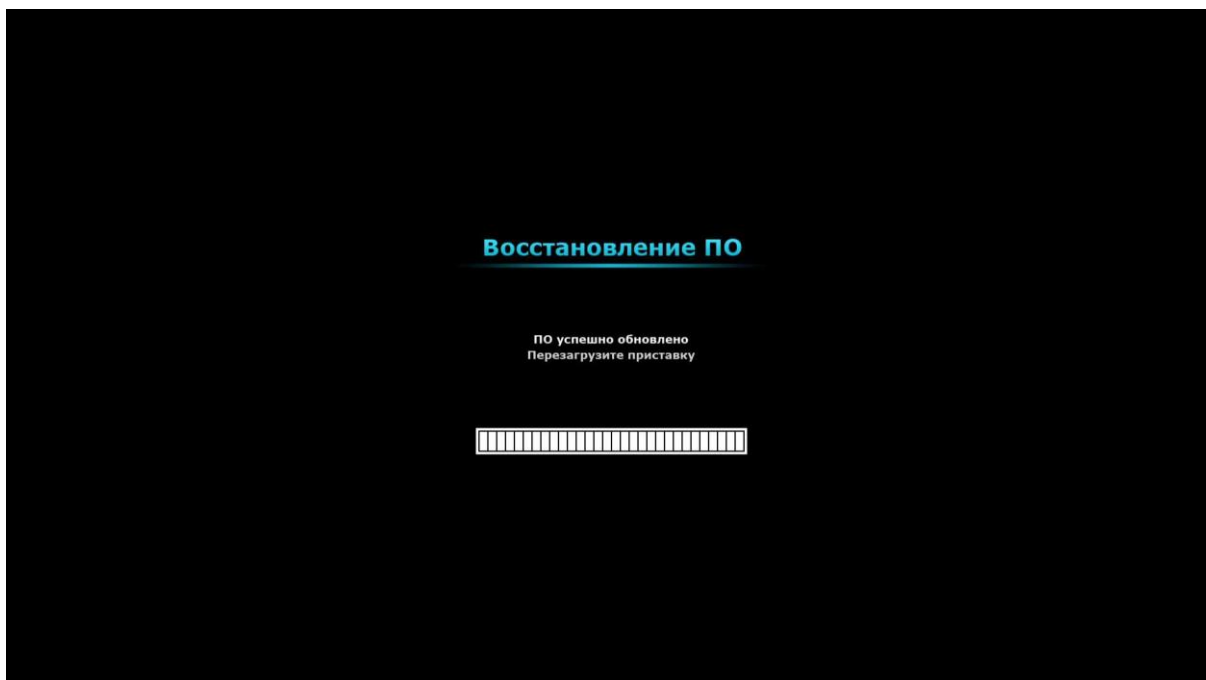 Восстановление ПО
ПО успешно обновлено
Перезагрузите приставку